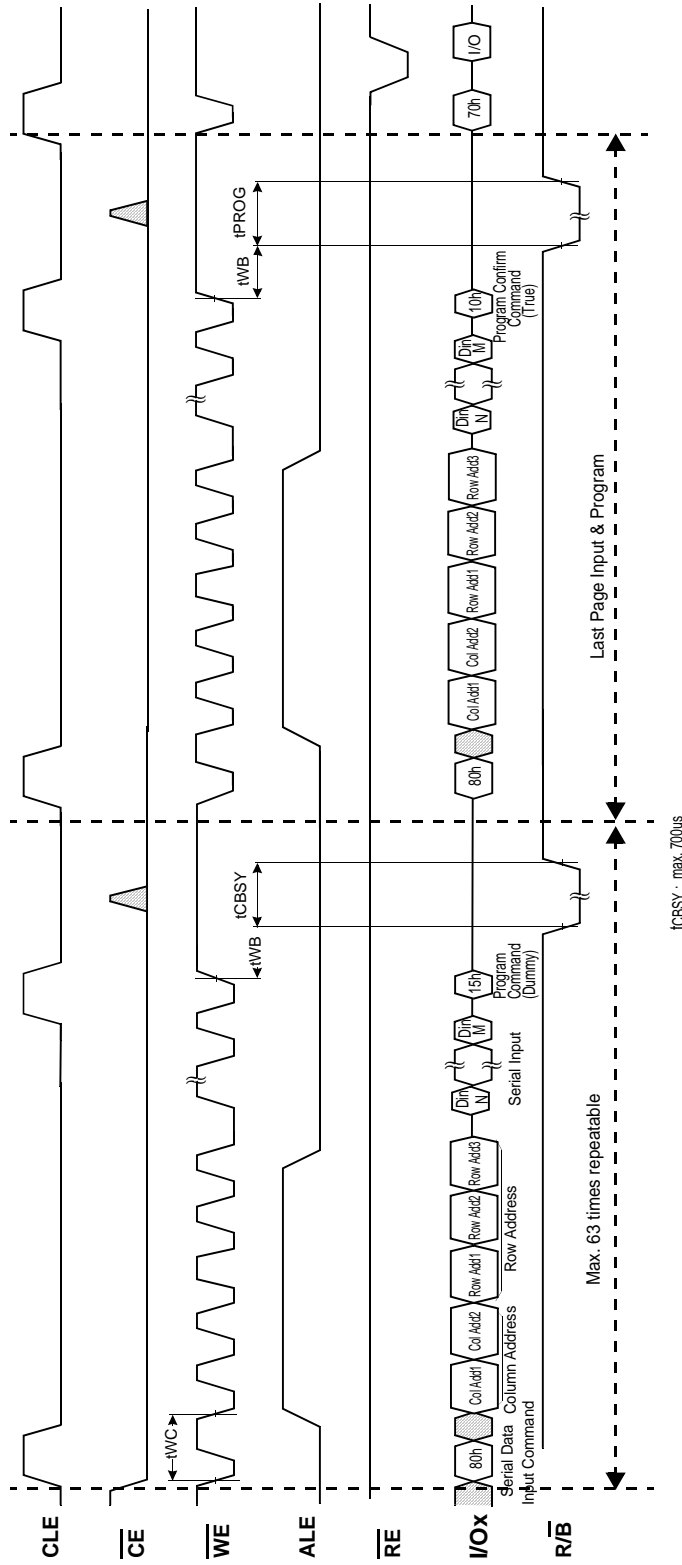 CLE
CE
tWC
tWB
tCBSY
tWB
tPROG
WE
ALE
RE
I/Ox
80h
Col Add1
Col Add2
Row Add1
Row Add2
Row Add3
Din
N
Din
M
15h
80h
Col Add1
Col Add2
Row Add1
Row Add2
Row Add3
Din
N
Din
M
10h
70h
I/O
Serial Data
Input Command
Column Address
Row Address
Serial Input
Program
Command
(Dummy)
Program Confirm
Command
(True)
R/B
Max. 63 times repeatable
Last Page Input & Program
tCBSY : max. 700us